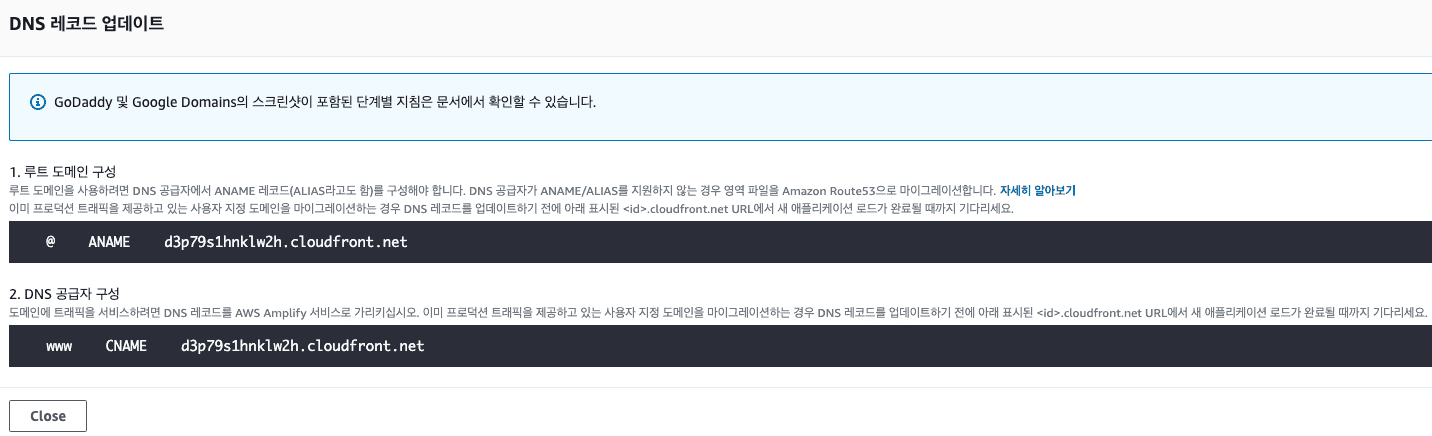 DNS 레코드 업데이트
GoDaddy 및 Google Domains의 스크린샷이 포함된 단계별 지침은 문서에서 확인할 수 있습니다.
1. 루트 도메인 구성
루트 도메인을 사용하려면 DNS 공급자에서 ANAME 레코드(ALIAS라고도 함)를 구성해야 합니다. DNS 공급자가 ANAME/ALIAS를 지원하지 않는 경우 영역 파일을 Amazon Route53으로 마이그레이션합니다. 자세히 알아보기
이미 프로덕션 트래픽을 제공하고 있는 사용자 지정 도메인을 마이그레이션하는 경우 DNS 레코드를 업데이트하기 전에 아래 표시된 <id>.cloudfront.net URL에서 새 애플리케이션 로드가 완료될 때까지 기다리세요.
@ ANAME d3p79s1hnklw2h.cloudfront.net
2. DNS 공급자 구성
도메인에 트래픽을 서비스하려면 DNS 레코드를 AWS Amplify 서비스로 가리키십시오. 이미 프로덕션 트래픽을 제공하고 있는 사용자 지정 도메인을 마이그레이션하는 경우 DNS 레코드를 업데이트하기 전에 아래 표시된 <id>.cloudfront.net URL에서 새 애플리케이션 로드가 완료될 때까지 기다리세요.
www CNAME d3p79s1hnklw2h.cloudfront.net
Close